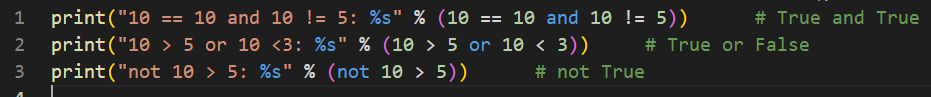 1 print("10 == 10 and 10 != 5: %s" % (10 == 10 and 10 != 5)) # True and True
2 print("10 > 5 or 10 <3: %s" % (10 > 5 or 10 < 3)) # True or False
3 print("not 10 > 5: %s" % (not 10 > 5)) # not True